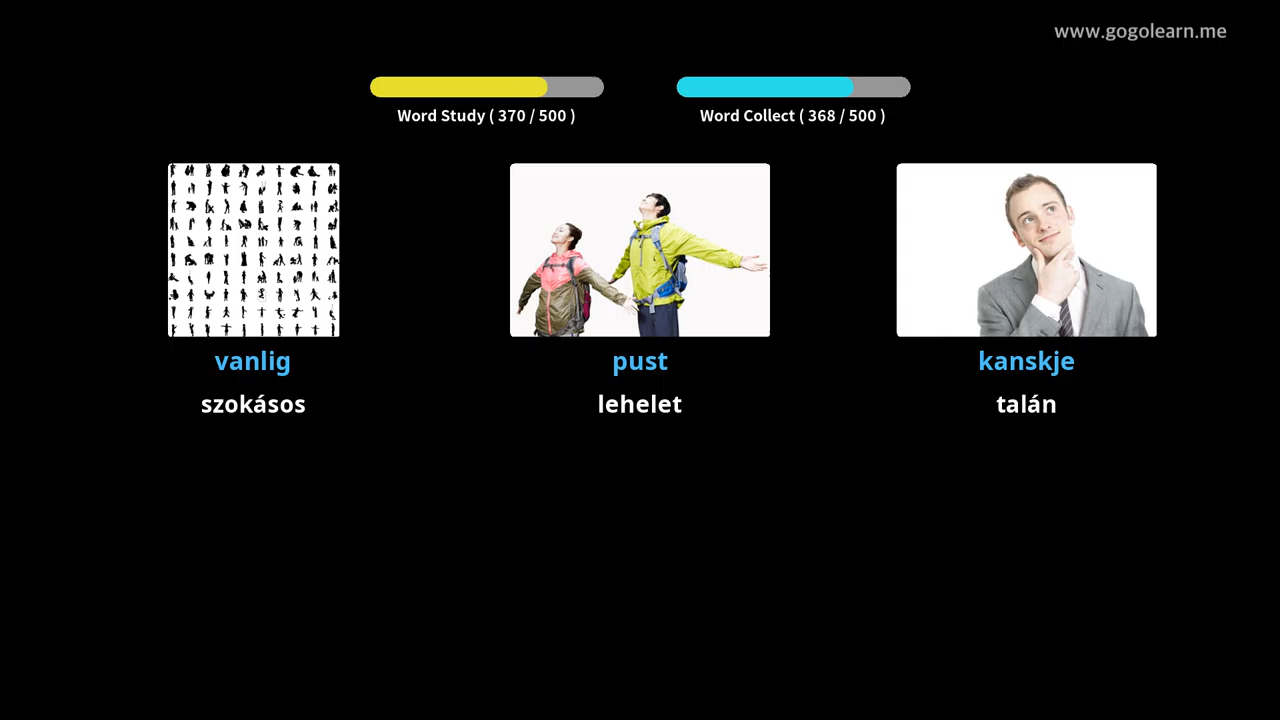 www.gogolearn.me
Word Study ( 370 / 500 )
Word Collect ( 368 / 500 )
vanlig
pust
kanskje
szokásos
lehelet
talán